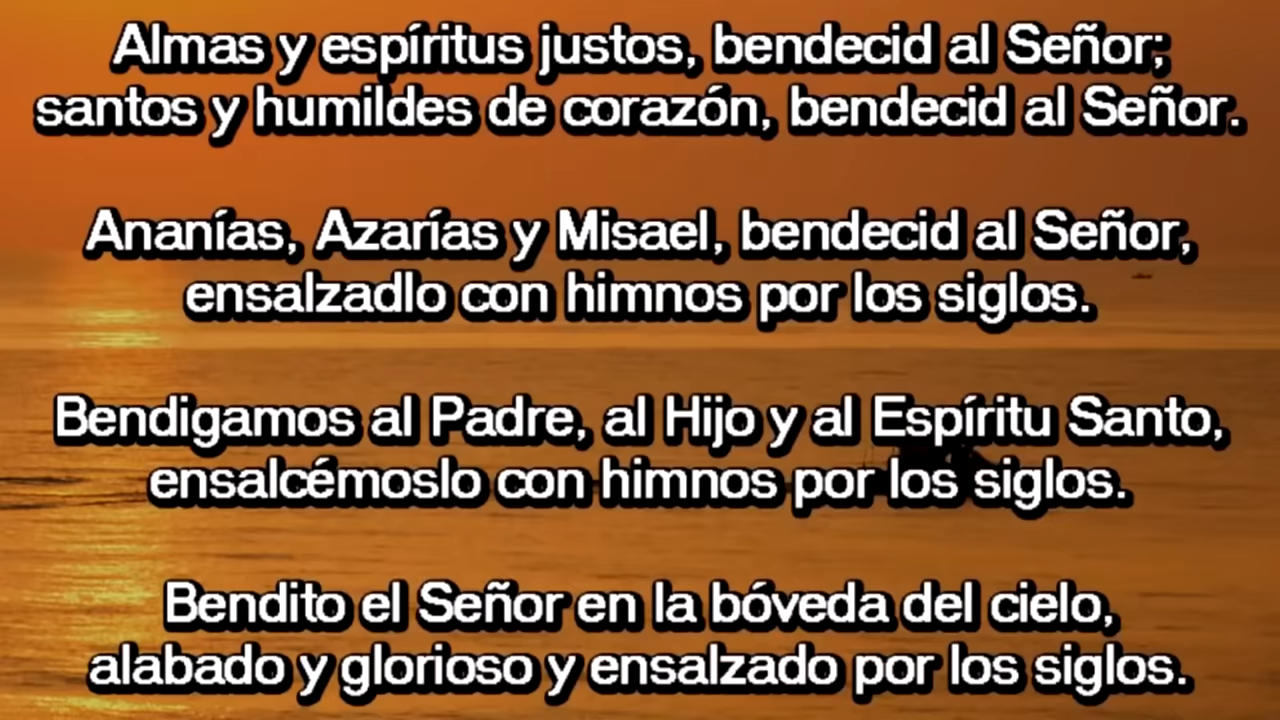 Almas y espíritus justos, bendecid al Señor;
santos y humildes de corazón, bendecid al Señor.
Ananías, Azarías y Misael, bendecid al Señor,
ensalzadlo con himnos por los siglos.
Bendigamos al Padre, al Hijo y al Espíritu Santo,
ensalcémoslo con himnos por los siglos.
Bendito el Señor en la bóveda del cielo,
alabado y glorioso y ensalzado por los siglos.